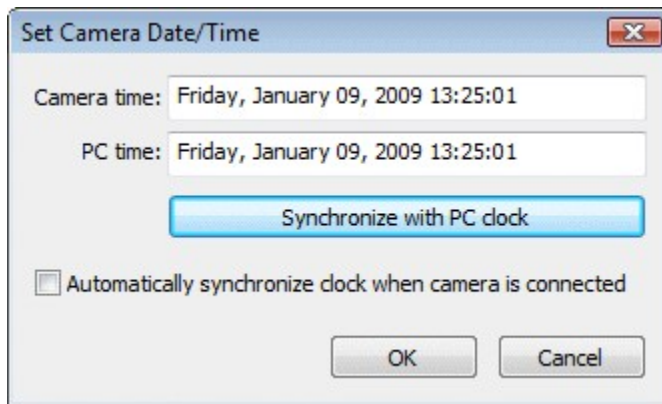 Set Camera Date/Time
Camera time: Friday, January 09, 2009 13:25:01
PC time: Friday, January 09, 2009 13:25:01
Synchronize with PC clock
Automatically synchronize clock when camera is connected
OK Cancel